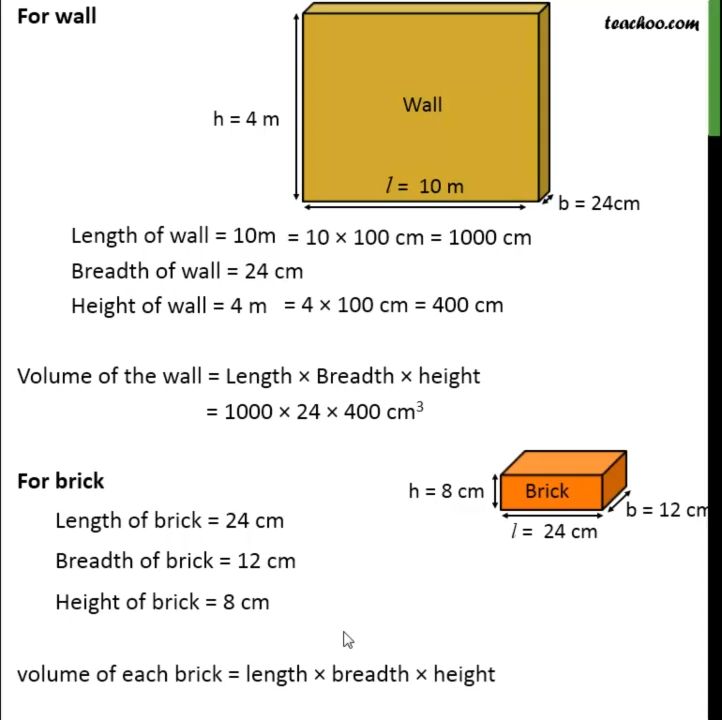 For wall
teachoo.com
Wall
h = 4 m
l = 10 m
b = 24cm
Length of wall = 10m = 10 × 100 cm = 1000 cm
Breadth of wall = 24 cm
Height of wall = 4 m = 4 × 100 cm = 400 cm
Volume of the wall = Length × Breadth × height
= 1000 × 24 × 400 cm³
For brick
h = 8 cm
Brick
b = 12 cm
l = 24 cm
Length of brick = 24 cm
Breadth of brick = 12 cm
Height of brick = 8 cm
volume of each brick = length × breadth × height